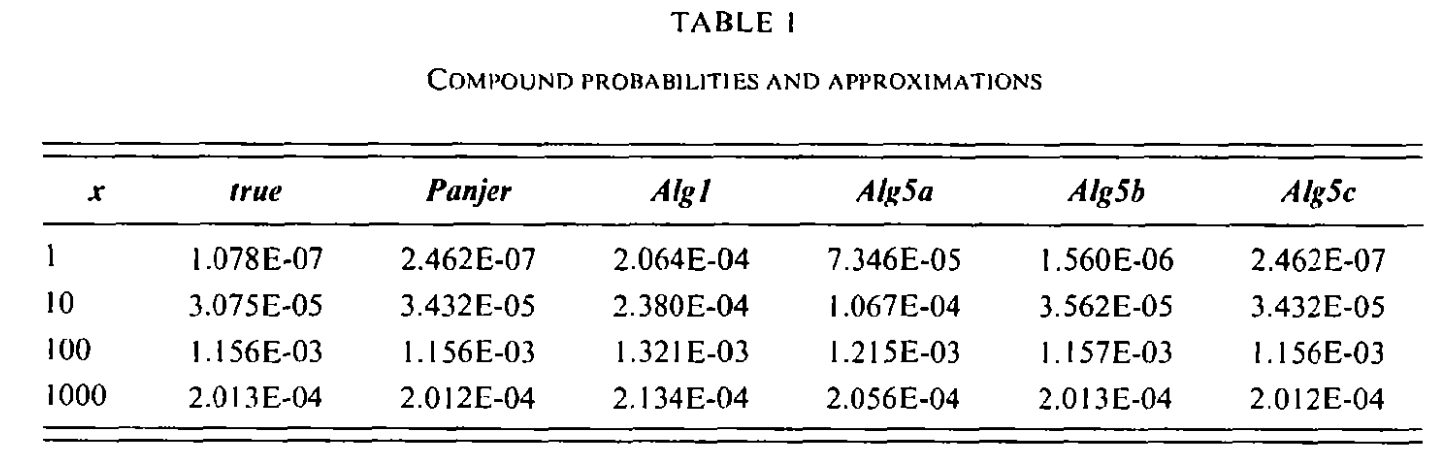 TABLE 1
COMPOUND PROBABILITIES AND APPROXIMATIONS
x true Panjer Alg1 Alg5a Alg5b Alg5c
1 1.078E-07 2.462E-07 2.064E-04 7.346E-05 1.560E-06 2.462E-07
10 3.075E-05 3.432E-05 2.380E-04 1.067E-04 3.562E-05 3.432E-05
100 1.156E-03 1.156E-03 1.321E-03 1.215E-03 1.157E-03 1.156E-03
1000 2.013E-04 2.012E-04 2.134E-04 2.056E-04 2.013E-04 2.012E-04